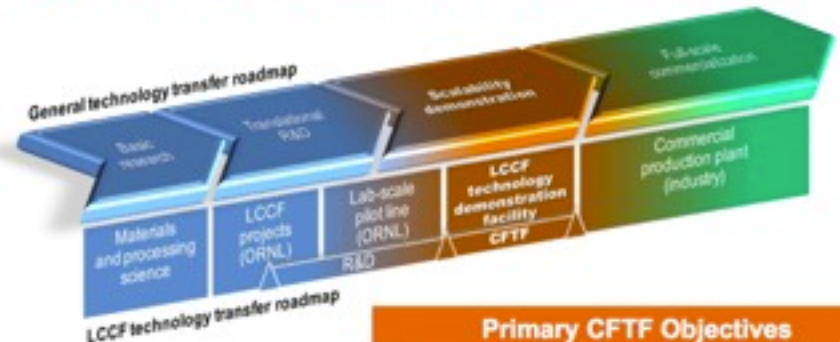 General technology transfer roadmap
Basic
research
Translational
R&D
Scalability
demonstration
Full-scale
commercialization
Materials
and processing
science
LCCF
projects
(ORNL)
Lab-scale
pilot line
(ORNL)
LCCF
technology
demonstration
facility
Commercial
production plant
(industry)
R&D
CFTF
LCCF technology transfer roadmap
Primary CFTF Objectives